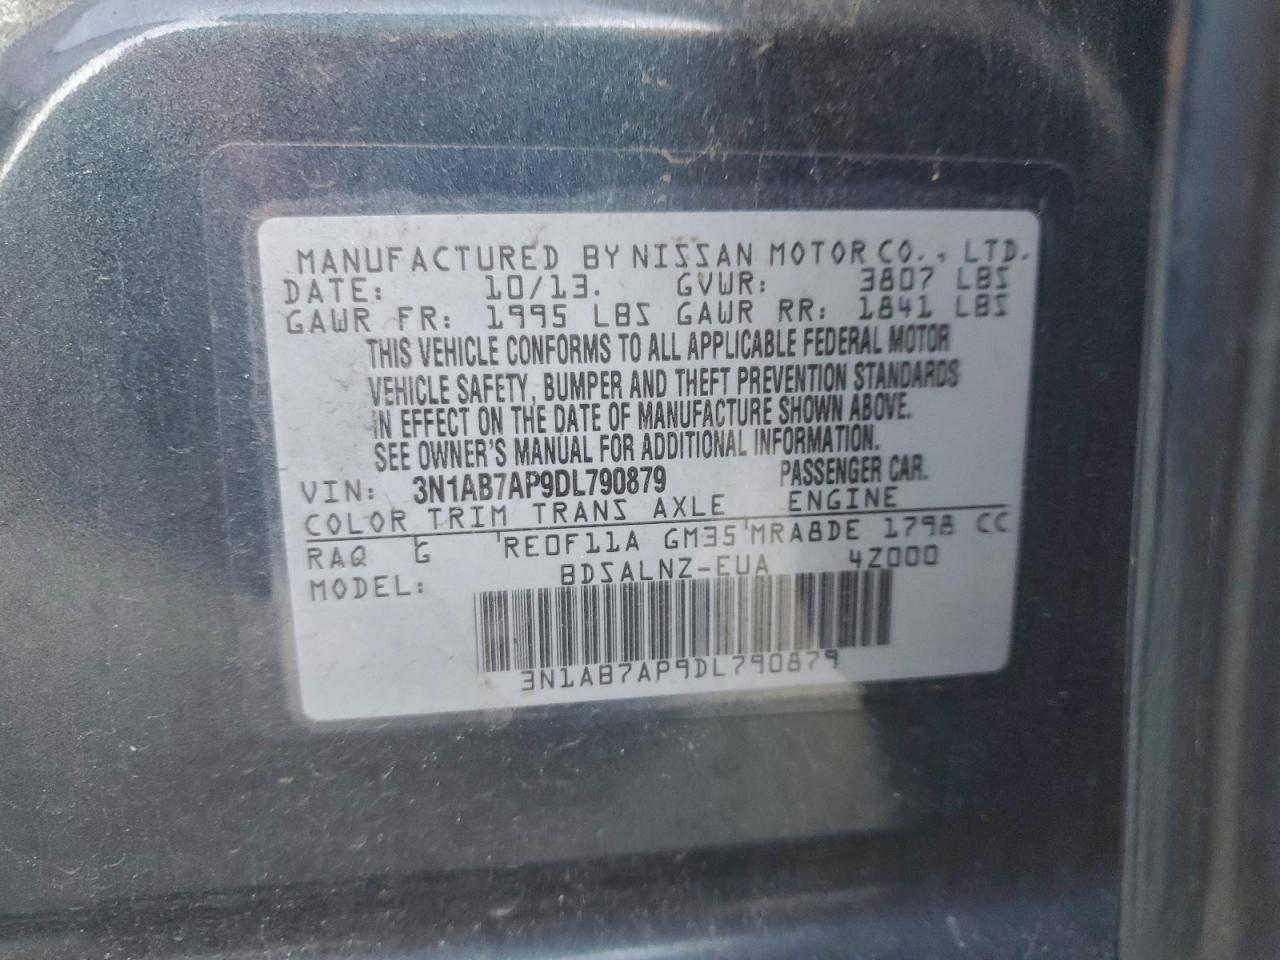 MANUFACTURED BY NISSAN MOTOR CO., LTD.
DATE: 10/13. GVWR: 3807 LBS
GAWR FR: 1995 LBS GAWR RR: 1841 LBS
THIS VEHICLE CONFORMS TO ALL APPLICABLE FEDERAL MOTOR
VEHICLE SAFETY, BUMPER AND THEFT PREVENTION STANDARDS
IN EFFECT ON THE DATE OF MANUFACTURE SHOWN ABOVE.
SEE OWNER'S MANUAL FOR ADDITIONAL INFORMATION.
VIN: 3N1AB7AP9DL790879 PASSENGER CAR.
COLOR TRIM TRANS AXLE ENGINE
RAQ G RE0F11A GM35 MRA8DE 1798 CC
MODEL: BDSALNZ-EUA 4Z000
3N1AB7AP9DL790879